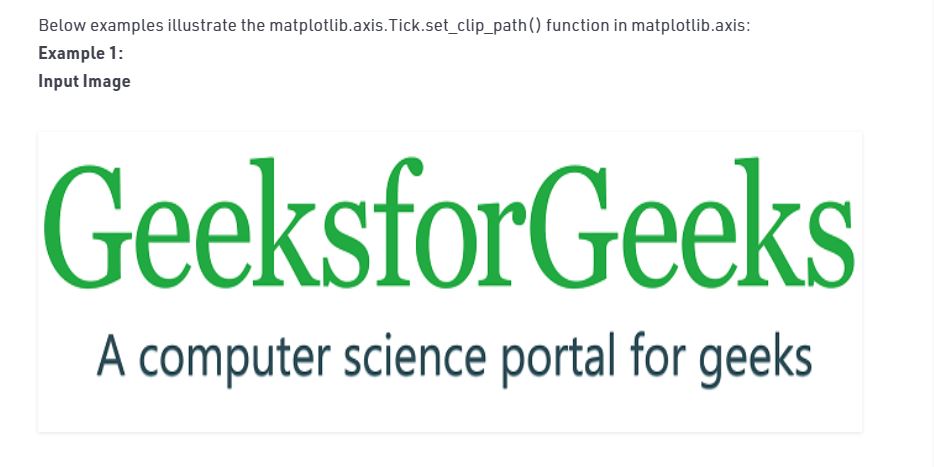 Below examples illustrate the matplotlib.axis.Tick.set_clip_path() function in matplotlib.axis:
Example 1:
Input Image
GeeksforGeeks
A computer science portal for geeks